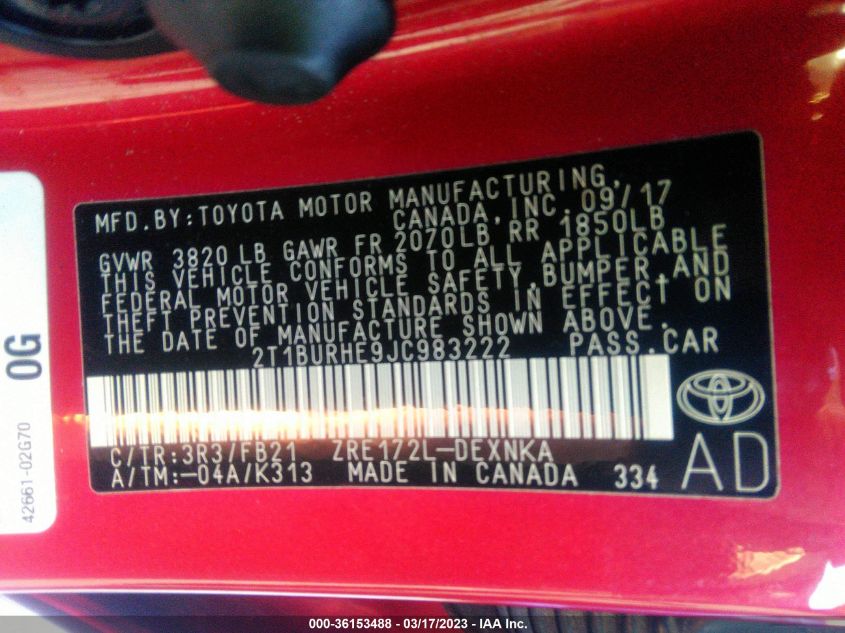 MFD.BY:TOYOTA MOTOR MANUFACTURING,
CANADA,INC. 09/17
GVWR 3820 LB GAWR FR 2070LB RR 1850LB
THIS VEHICLE CONFORMS TO ALL APPLICABLE
FEDERAL MOTOR VEHICLE SAFETY,BUMPER,AND
THEFT PREVENTION STANDARDS IN EFFECT ON
THE DATE OF MANUFACTURE SHOWN ABOVE.
2T1BURHE9JC983222 PASS.CAR
C/TR:3R3/FB21 ZRE172L-DEXNKA
A/TM:-04A/K313 MADE IN CANADA 334
AD
0G
42661-02G70
000-36153488 - 03/17/2023 - IAA Inc.